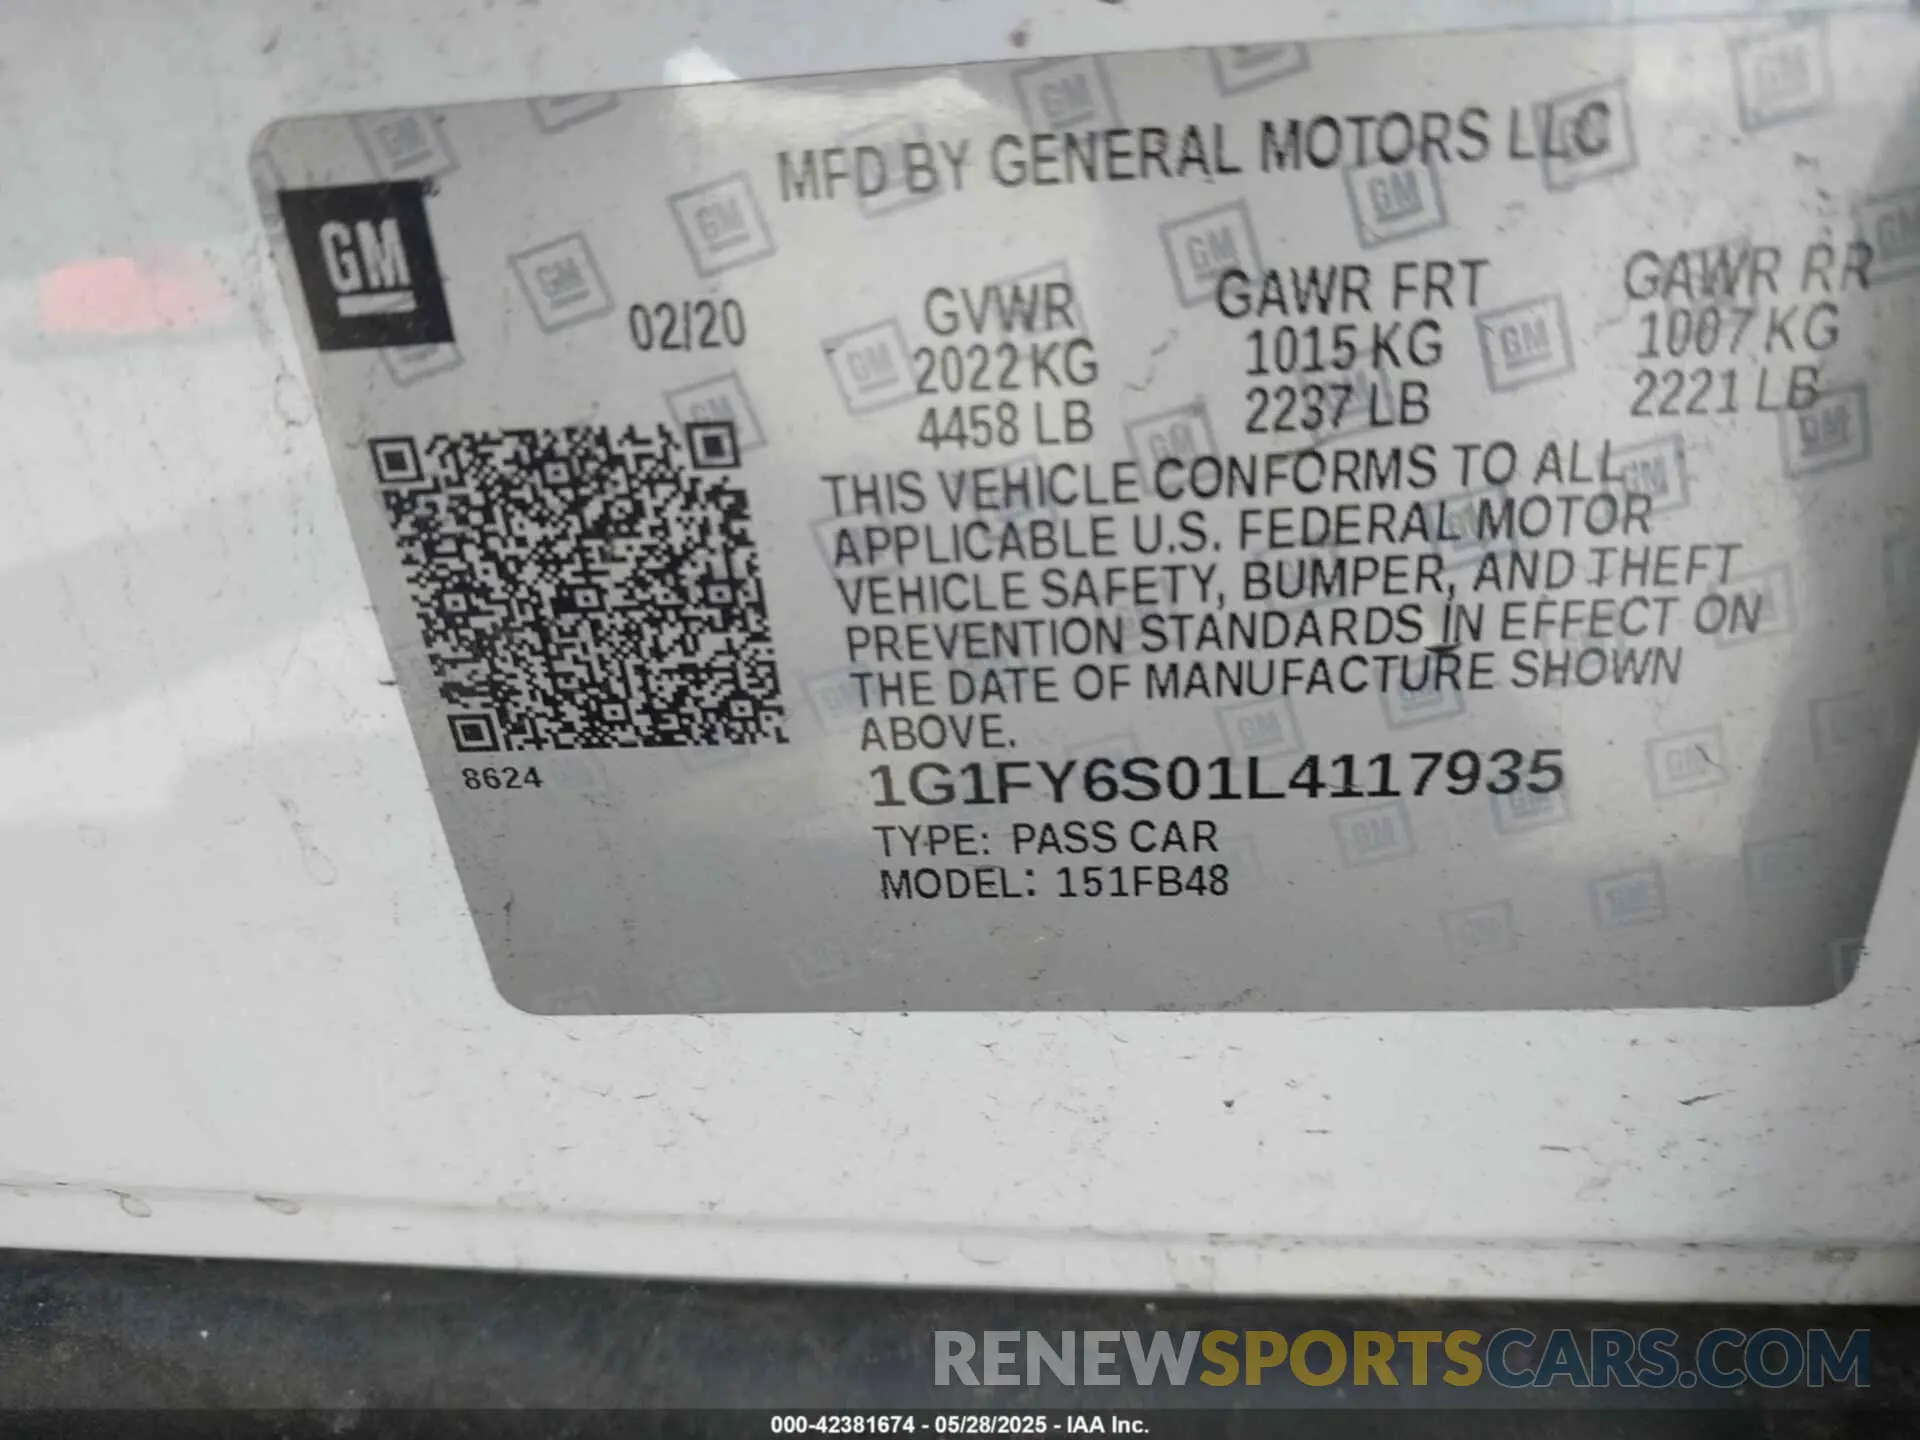 MFD BY GENERAL MOTORS LLC
GM
02/20
GVWR GAWR FRT GAWR RR
2022 KG 1015 KG 1007 KG
4458 LB 2237 LB 2221 LB
THIS VEHICLE CONFORMS TO ALL
APPLICABLE U.S. FEDERAL MOTOR
VEHICLE SAFETY, BUMPER, AND THEFT
PREVENTION STANDARDS IN EFFECT ON
THE DATE OF MANUFACTURE SHOWN
ABOVE.
8624
1G1FY6S01L4117935
TYPE: PASS CAR
MODEL: 151FB48
RENEWSPORTSCARS.COM
000-42381674 - 05/28/2025 - IAA Inc.